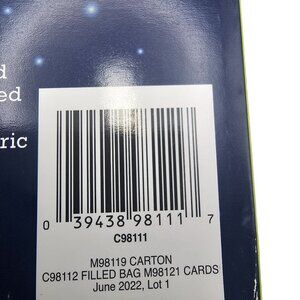 d
ed
ric
0 39438 98111 7
C98111
M98119 CARTON
C98112 FILLED BAG M98121 CARDS
June 2022, Lot 1